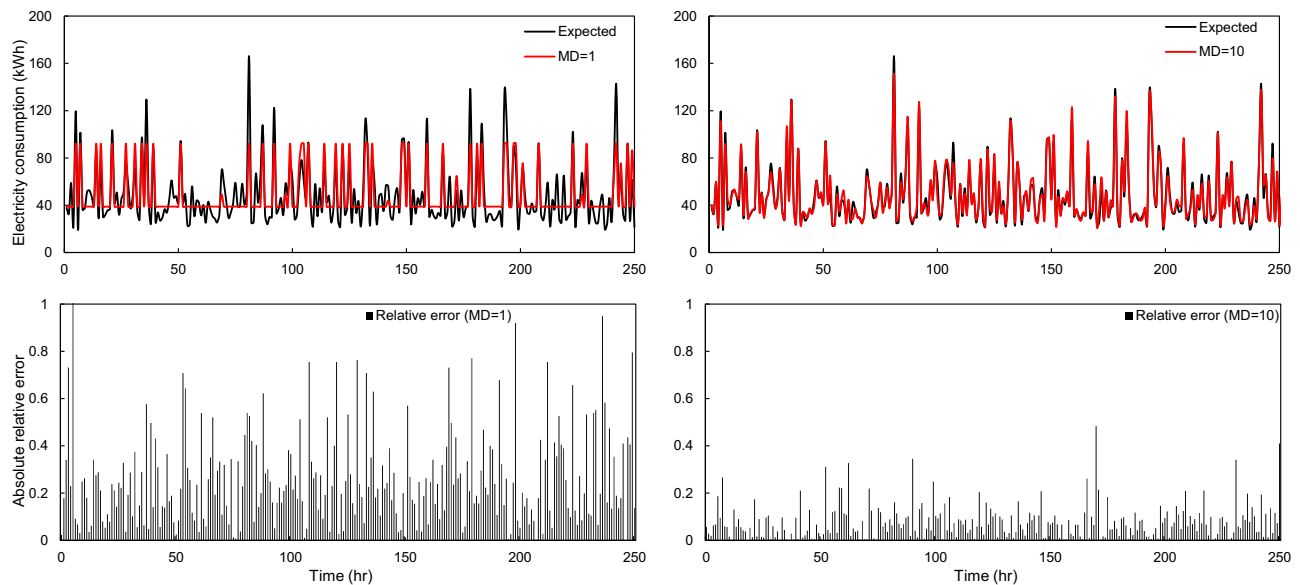 Electricity consumption (kWh)
200
160
120
80
40
0
0 50 100 150 200 250
Expected
MD=1
200
160
120
80
40
0
0 50 100 150 200 250
Expected
MD=10
Absolute relative error
1
0.8
0.6
0.4
0.2
0
0 50 100 150 200 250
Relative error (MD=1)
Time (hr)
1
0.8
0.6
0.4
0.2
0
0 50 100 150 200 250
Relative error (MD=10)
Time (hr)